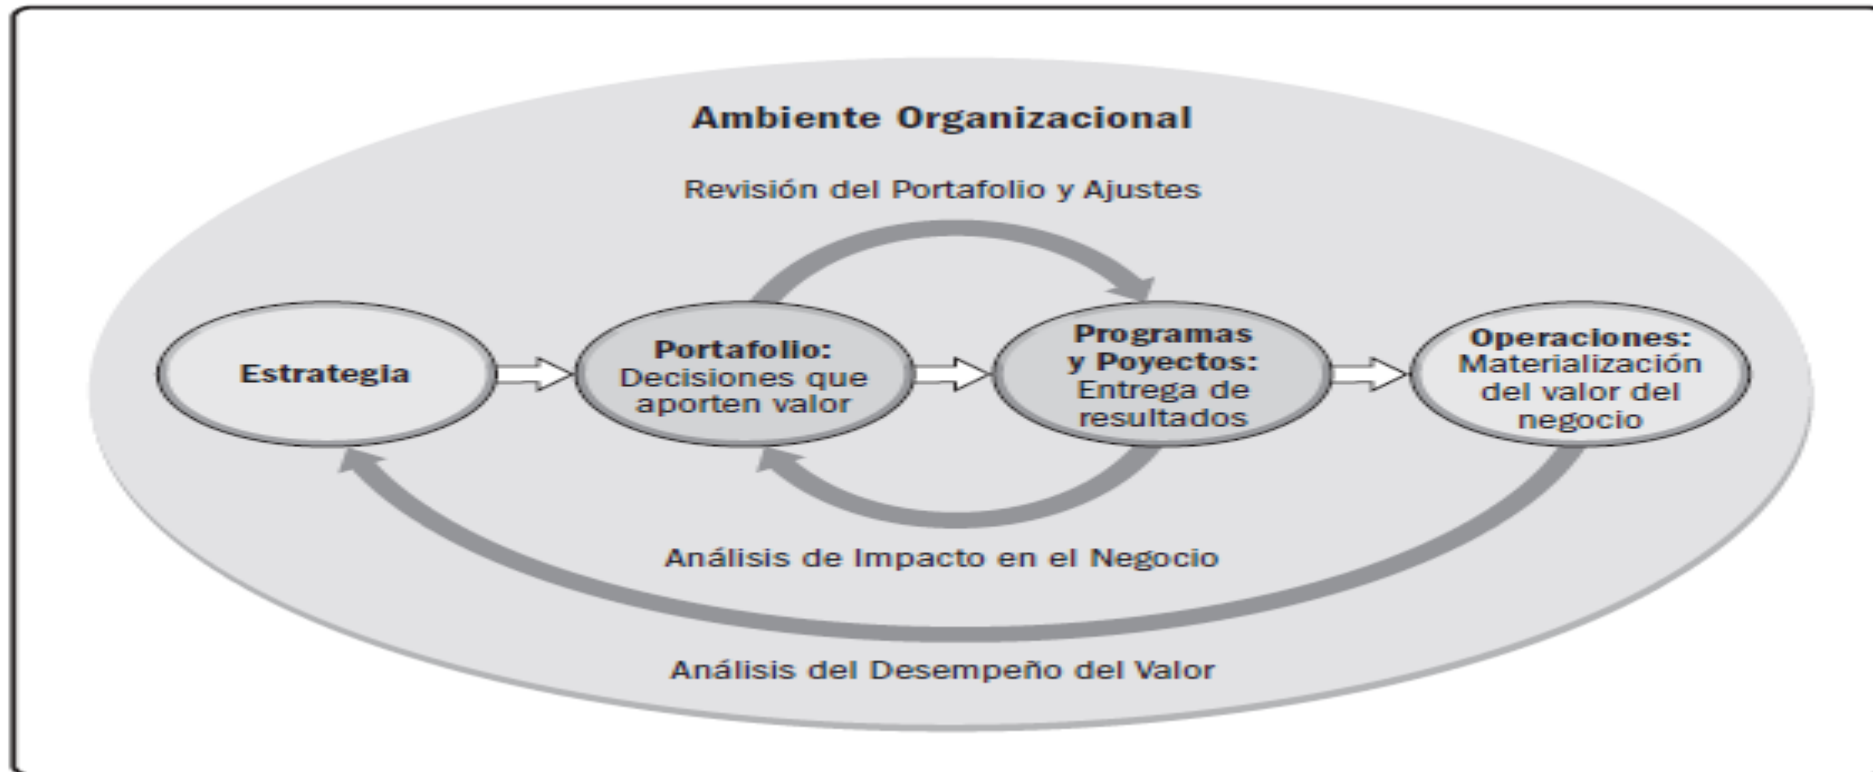 Ambiente Organizacional
Revisión del Portafolio y Ajustes
Estrategia
Portafolio:
Decisiones que
aporten valor
Programas
y Poyectos:
Entrega de
resultados
Operaciones:
Materialización
del valor del
negocio
Análisis de Impacto en el Negocio
Análisis del Desempeño del Valor